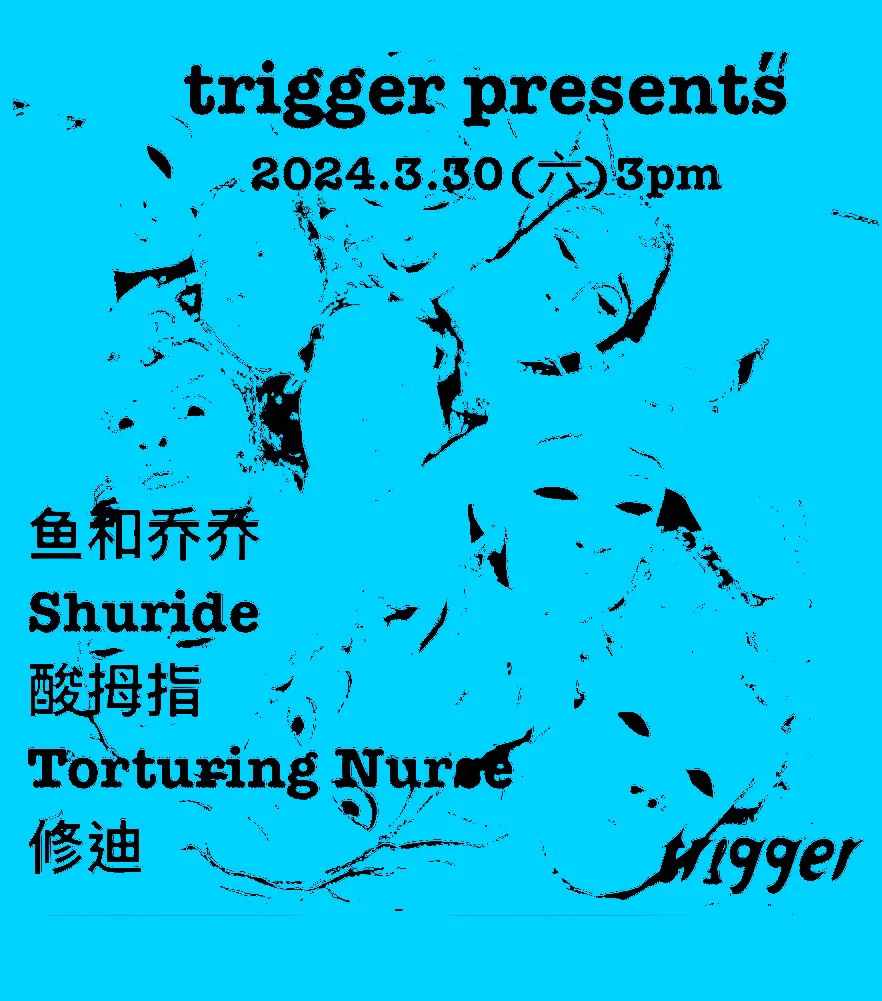 trigger presents
2024.3.30(六)3pm
鱼和乔乔
Shuride
酸拇指
Torturing Nurse
修迪
trigger